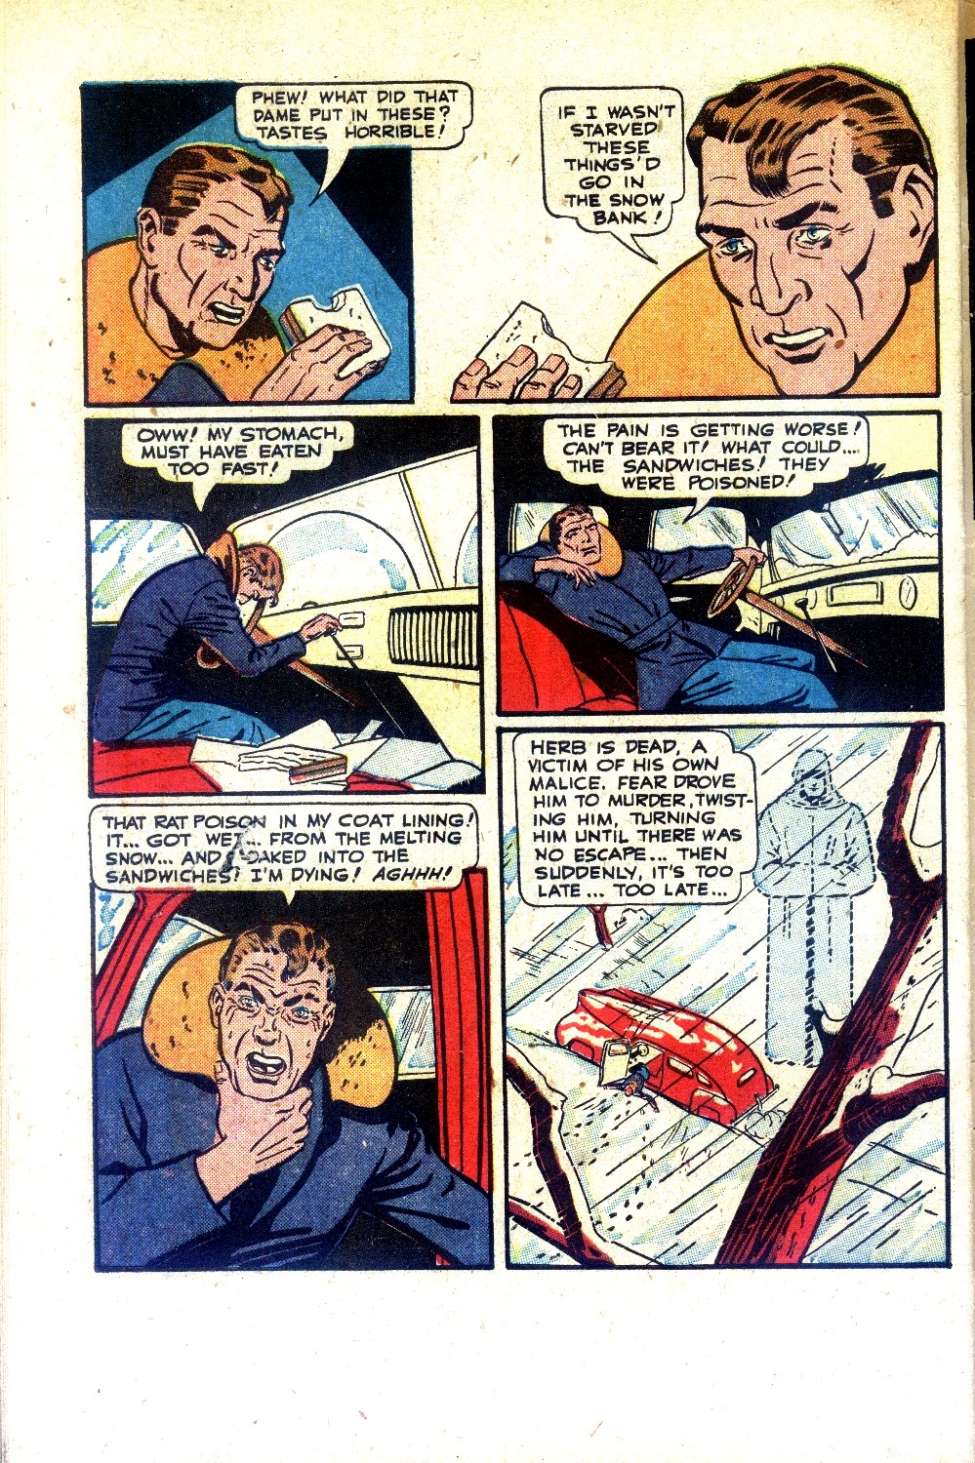 PHEW! WHAT DID THAT
DAME PUT IN THESE?
TASTES HORRIBLE!
IF I WASN'T
STARVED
THESE
THINGS'D
GO IN
THE SNOW
BANK!
OWW! MY STOMACH,
MUST HAVE EATEN
TOO FAST!
THE PAIN IS GETTING WORSE!
CAN'T BEAR IT! WHAT COULD....
THE SANDWICHES! THEY
WERE POISONED!
THAT RAT POISON IN MY COAT LINING!
IT... GOT WET... FROM THE MELTING
SNOW... AND SOAKED INTO THE
SANDWICHES! I'M DYING! AGHHH!
HERB IS DEAD, A
VICTIM OF HIS OWN
MALICE. FEAR DROVE
HIM TO MURDER, TWIST-
ING HIM, TURNING
HIM UNTIL THERE WAS
NO ESCAPE... THEN
SUDDENLY, IT'S TOO
LATE... TOO LATE...